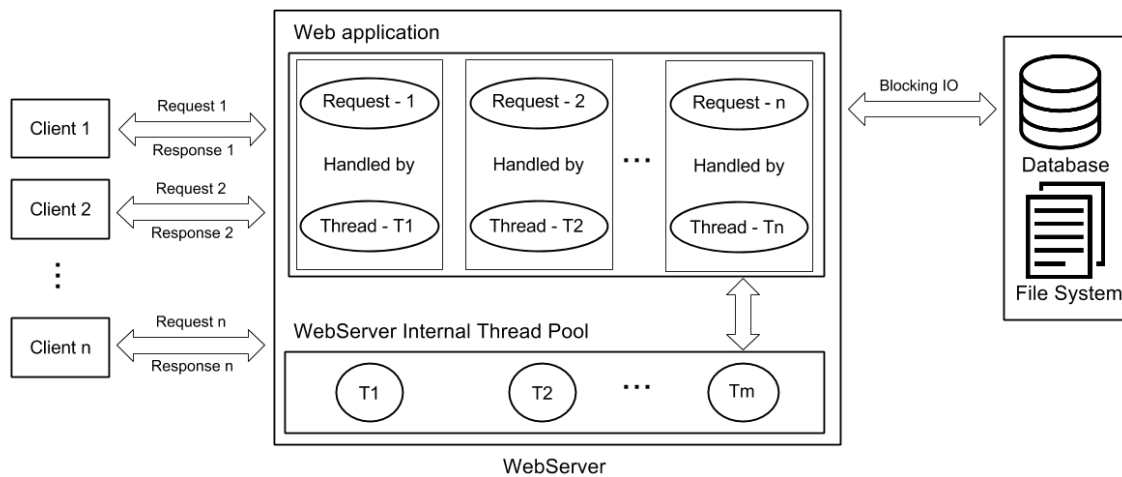 Web application
Request - 1
Request - 2
Request - n
Handled by
Handled by
...
Handled by
Thread - T1
Thread - T2
Thread - Tn
Client 1
Request 1
Response 1
Client 2
Request 2
Response 2
Client n
Request n
Response n
WebServer Internal Thread Pool
T1
T2
...
Tm
WebServer
Blocking IO
Database
File System